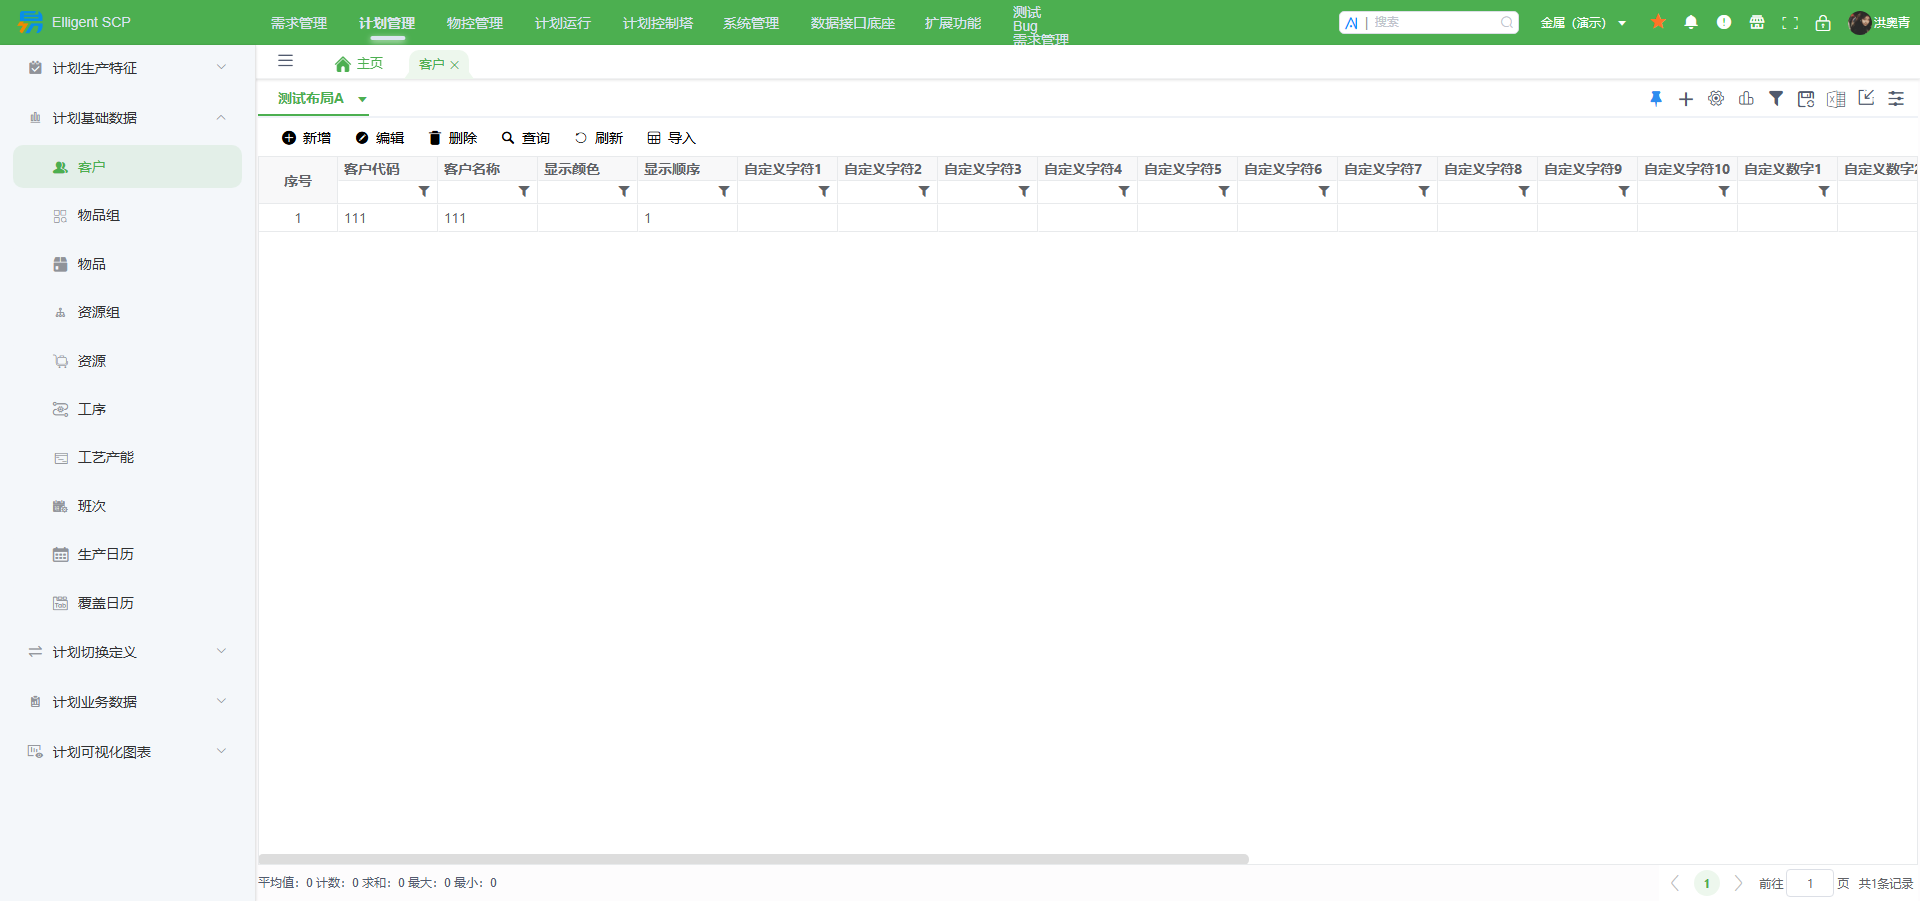 Elligent SCP
需求管理
计划管理
物控管理
计划运行
计划控制塔
系统管理
数据接口底座
扩展功能
测试
Bug
需求管理
AI | 搜索
金属（演示）
洪奥青
计划生产特征
计划基础数据
客户
物品组
物品
资源组
资源
工序
工艺产能
班次
生产日历
覆盖日历
计划切换定义
计划业务数据
计划可视化图表
主页
客户
测试布局A
新增
编辑
删除
查询
刷新
导入
序号 客户代码 客户名称 显示颜色 显示顺序 自定义字符1 自定义字符2 自定义字符3 自定义字符4 自定义字符5 自定义字符6 自定义字符7 自定义字符8 自定义字符9 自定义字符10 自定义数字1 自定义数字2
1 111 111 1
平均值：0 计数：0 求和：0 最大：0 最小：0
1
前往 1 页 共1条记录